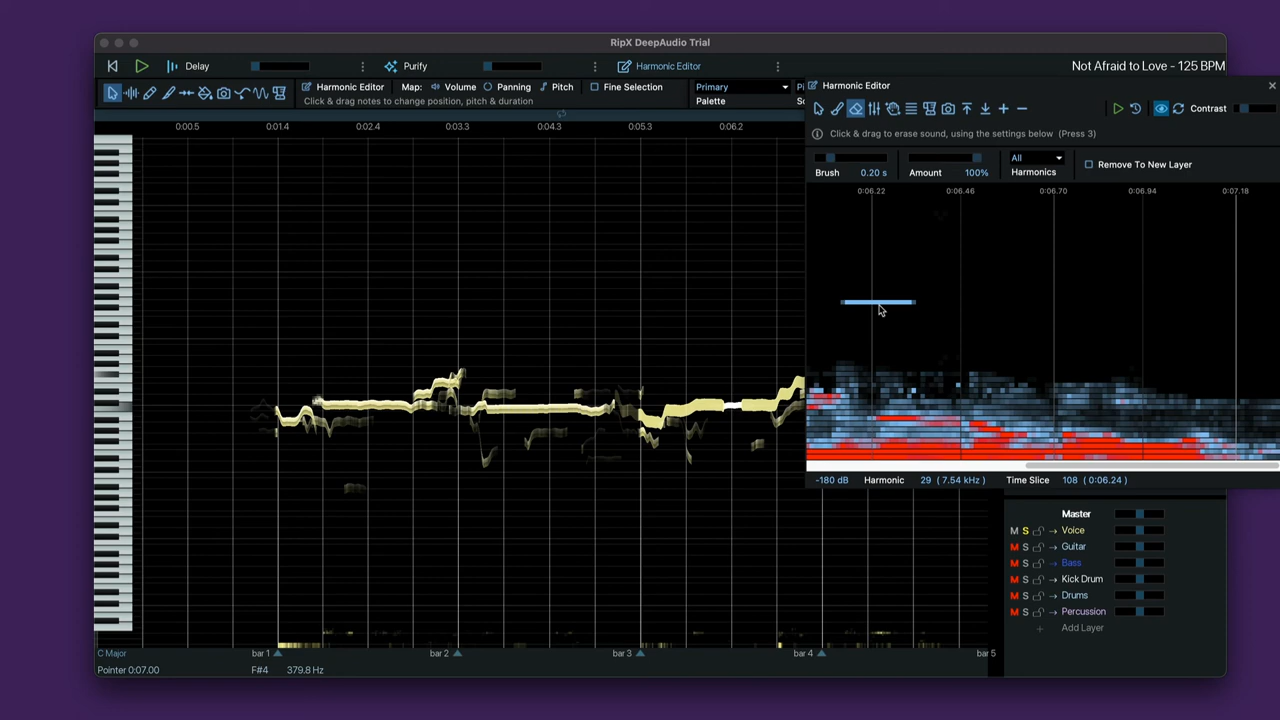 RipX DeepAudio Trial
Delay
Purify
Harmonic Editor
Not Afraid to Love - 125 BPM
Harmonic Editor
Map:
Volume
Panning
Pitch
Fine Selection
Primary
Click & drag notes to change position, pitch & duration
Palette
0:00.5
0:01.4
0:02.4
0:03.3
0:04.3
0:05.3
0:06.2
Harmonic Editor
Contrast
Click & drag to erase sound, using the settings below (Press 3)
Brush
0.20 s
Amount
100%
All
Harmonics
Remove To New Layer
0:06.22
0:06.46
0:06.70
0:06.94
0:07.18
-180 dB
Harmonic
29 (7.54 kHz)
Time Slice
108 (0:06.24)
Master
M S → Voice
M S → Guitar
M S → Bass
M S → Kick Drum
M S → Drums
M S → Percussion
+ Add Layer
C Major
bar 1
bar 2
bar 3
bar 4
bar 5
Pointer 0:07.00
F#4
379.8 Hz